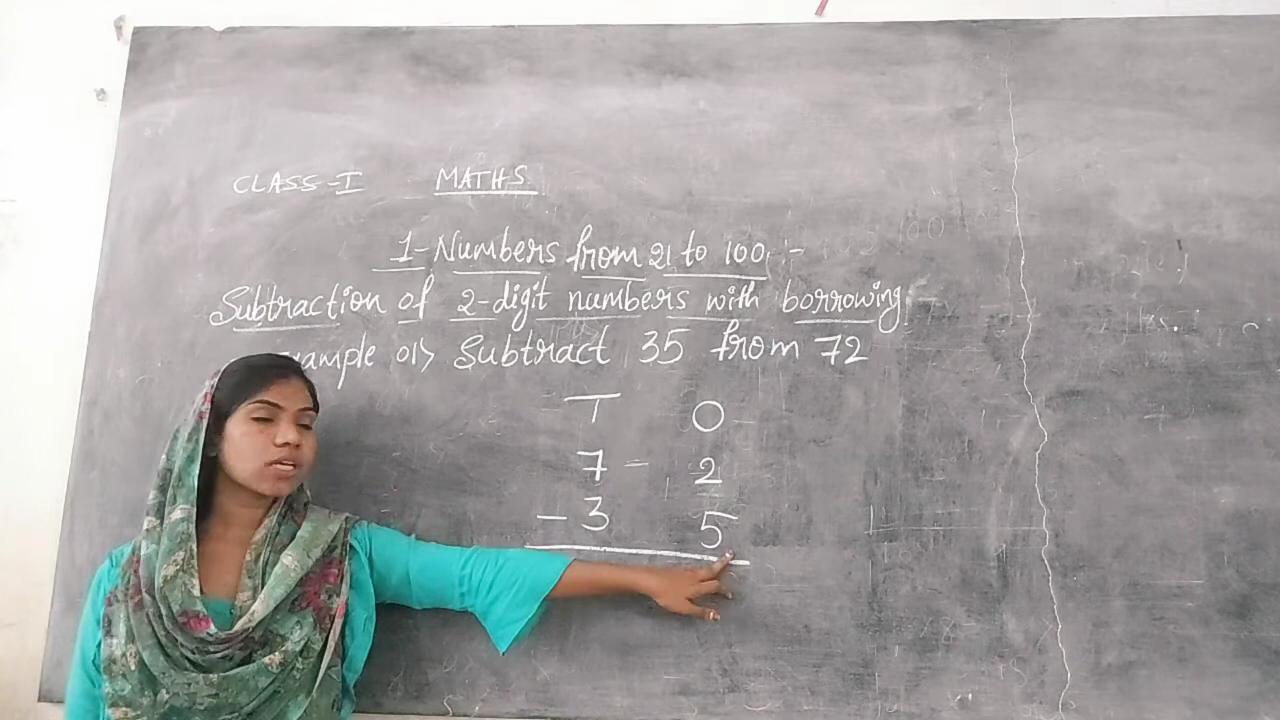 CLASS-I MATHS
1-Numbers from 21 to 100 :-
Subtraction of 2-digit numbers with borrowing
ample 01> Subtract 35 from 72
T O
7 2
- 3 5